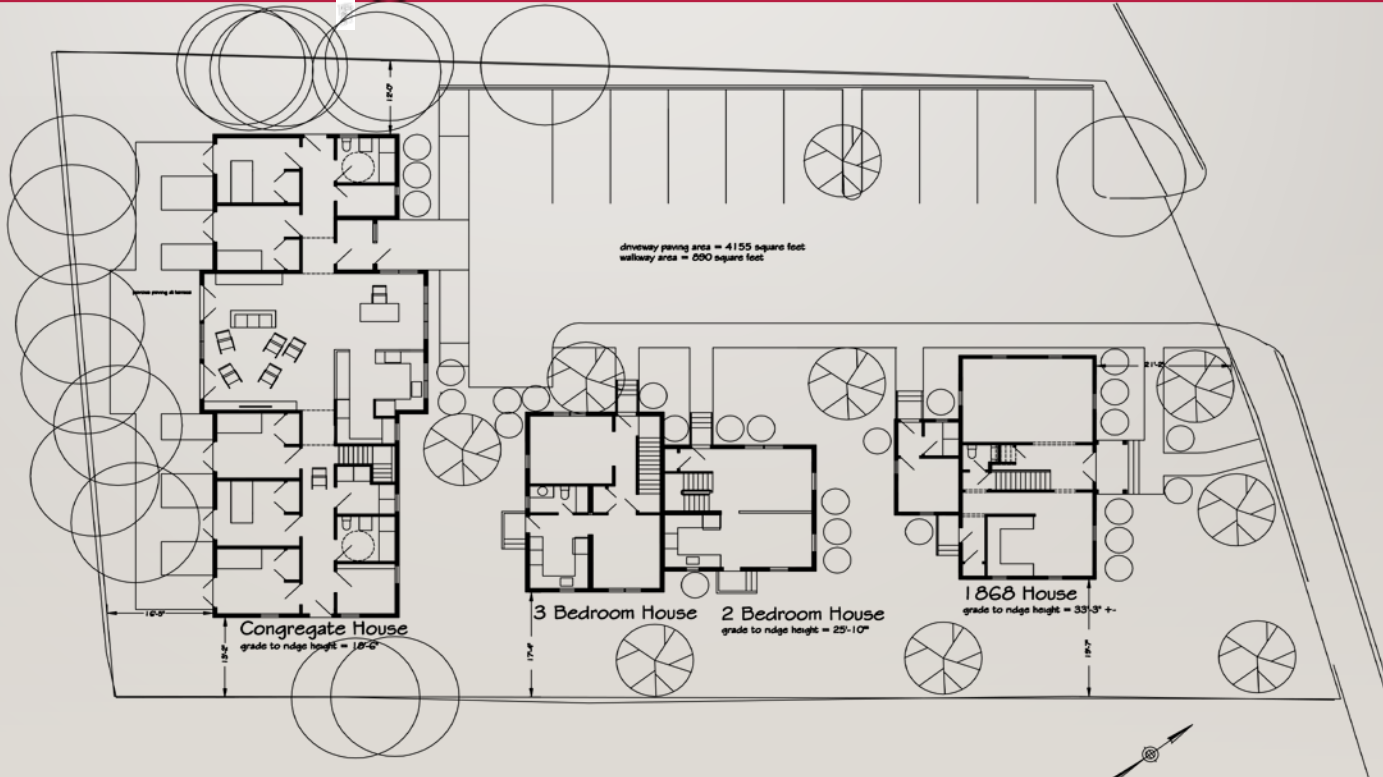 12'-0"
driveway paving area = 4155 square feet
walkway area = 890 square feet
3 Bedroom House
2 Bedroom House
grade to ridge height = 25'-10"
1868 House
grade to ridge height = 33'-3" +-
Congregate House
grade to ridge height = 18'-6"